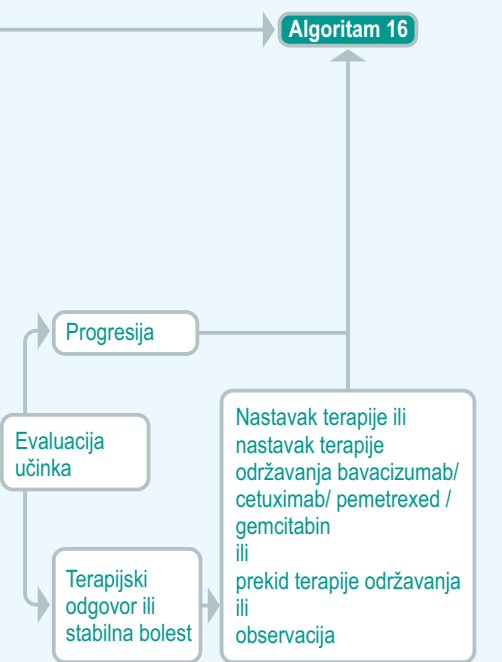 Algoritam 16
Progresija
Evaluacija
učinka
Terapijski
odgovor ili
stabilna bolest
Nastavak terapije ili
nastavak terapije
održavanja bavacizumab/
cetuximab/ pemetrexed /
gemcitabin
ili
prekid terapije održavanja
ili
observacija